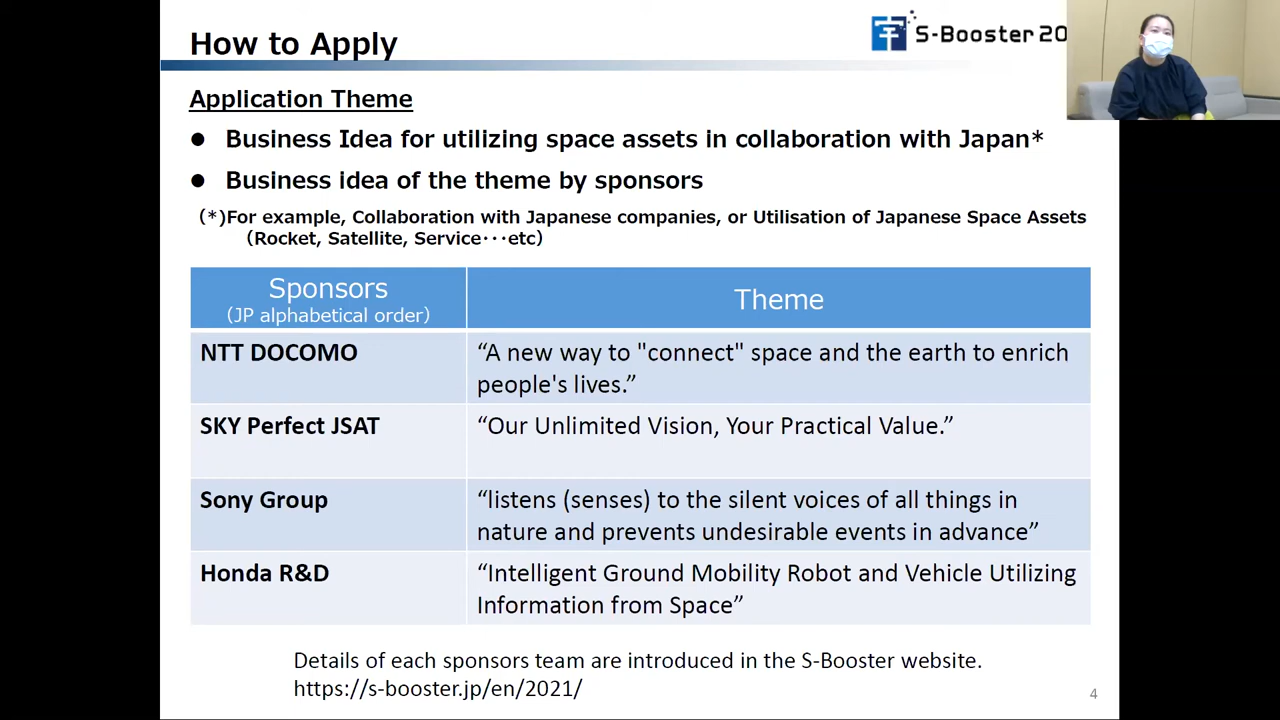 How to Apply
S-Booster 20
Application Theme
● Business Idea for utilizing space assets in collaboration with Japan*
● Business idea of the theme by sponsors
(*)For example, Collaboration with Japanese companies, or Utilisation of Japanese Space Assets
(Rocket, Satellite, Service･･･etc)
Sponsors
(JP alphabetical order)
Theme
NTT DOCOMO
“A new way to "connect" space and the earth to enrich
people's lives.”
SKY Perfect JSAT
“Our Unlimited Vision, Your Practical Value.”
Sony Group
“listens (senses) to the silent voices of all things in
nature and prevents undesirable events in advance”
Honda R&D
“Intelligent Ground Mobility Robot and Vehicle Utilizing
Information from Space”
Details of each sponsors team are introduced in the S-Booster website.
https://s-booster.jp/en/2021/
4